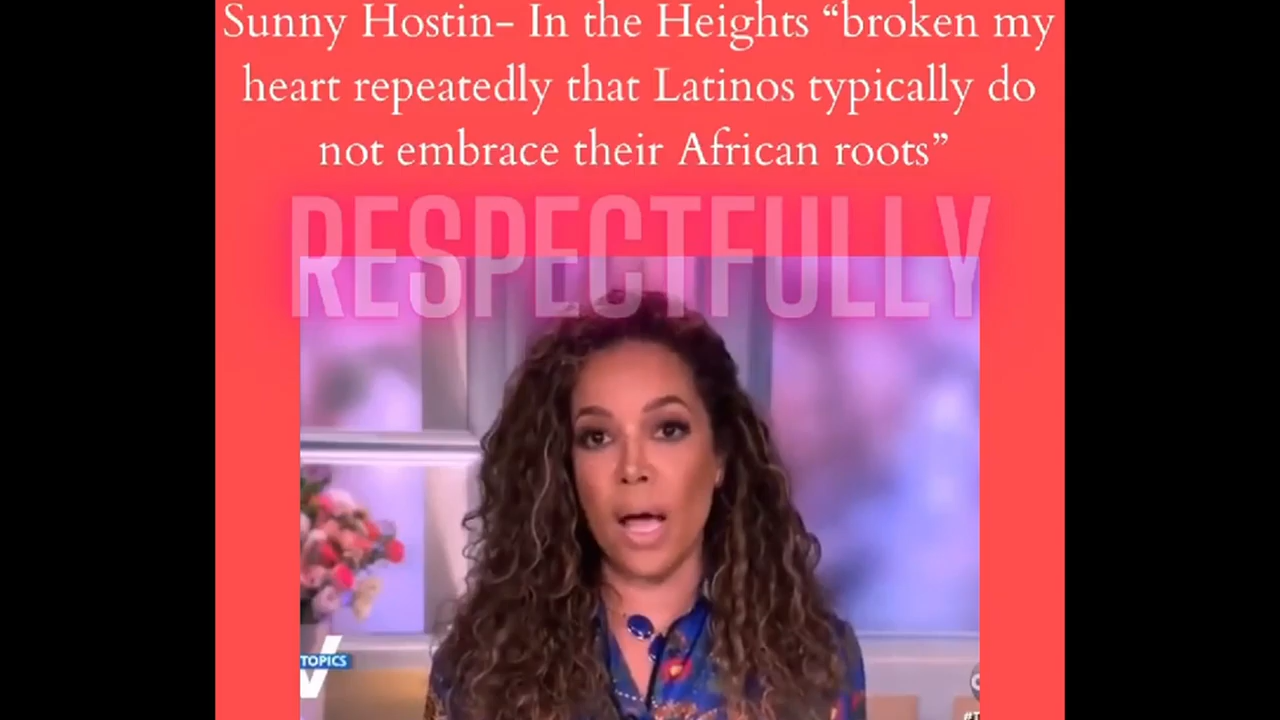 Sunny Hostin- In the Heights “broken my
heart repeatedly that Latinos typically do
not embrace their African roots”
RESPECTFULLY
TOPICS